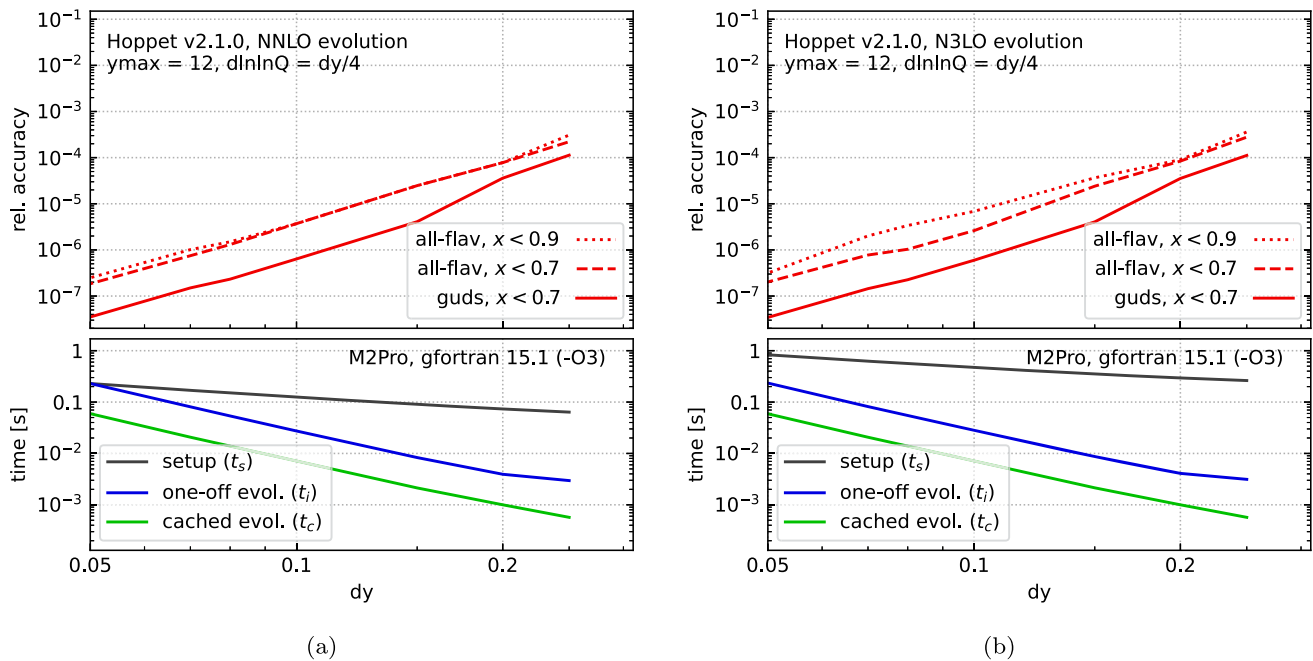 Hoppet v2.1.0, NNLO evolution
ymax = 12, dlnlnQ = dy/4
rel. accuracy
10⁻¹
10⁻²
10⁻³
10⁻⁴
10⁻⁵
10⁻⁶
10⁻⁷
all-flav, x < 0.9
all-flav, x < 0.7
guds, x < 0.7
M2Pro, gfortran 15.1 (-O3)
time [s]
1
0.1
10⁻²
10⁻³
setup (tₛ)
one-off evol. (tᵢ)
cached evol. (t_c)
0.05
0.1
0.2
dy
(a)
Hoppet v2.1.0, N3LO evolution
ymax = 12, dlnlnQ = dy/4
rel. accuracy
10⁻¹
10⁻²
10⁻³
10⁻⁴
10⁻⁵
10⁻⁶
10⁻⁷
all-flav, x < 0.9
all-flav, x < 0.7
guds, x < 0.7
M2Pro, gfortran 15.1 (-O3)
time [s]
1
0.1
10⁻²
10⁻³
setup (tₛ)
one-off evol. (tᵢ)
cached evol. (t_c)
0.05
0.1
0.2
dy
(b)